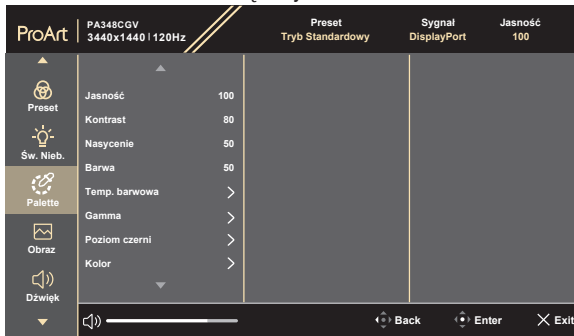 ProArt
PA348CGV
3440x1440 120Hz
Preset
Tryb Standardowy
Sygnał
DisplayPort
Jasność
100
Preset
Św. Nieb.
Palette
Obraz
Dźwięk
Jasność 100
Kontrast 80
Nasycenie 50
Barwa 50
Temp. barwowa
Gamma
Poziom czerni
Kolor
Back
Enter
Exit